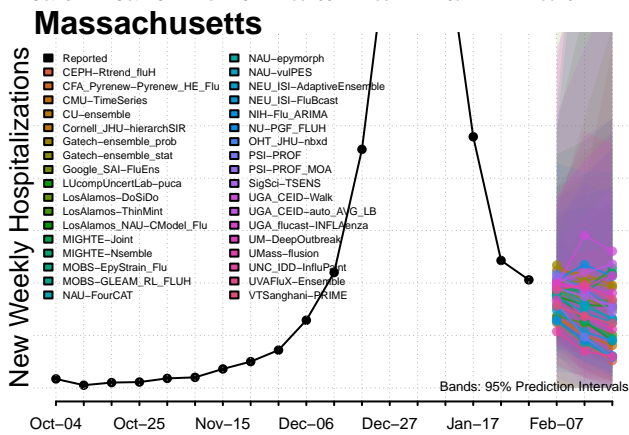 Massachusetts
New Weekly Hospitalizations
Reported
CEPH-Rtrend_fluH
CFA_Pyrenew-Pyrenew_HE_Flu
CMU-TimeSeries
CU-ensemble
Cornell_JHU-hierarchSIR
Gatech-ensemble_prob
Gatech-ensemble_stat
Google_SAI-FluEns
LUcompUncertLab-puca
LosAlamos-DoSiDo
LosAlamos-ThinMint
LosAlamos_NAU-CModel_Flu
MIGHTE-Joint
MIGHTE-Nsemble
MOBS-EpyStrain_Flu
MOBS-GLEAM_RL_FLUH
NAU-FourCAT
NAU-epymorph
NAU-vulPES
NEU_ISI-AdaptiveEnsemble
NEU_ISI-FluBcast
NIH-Flu_ARIMA
NU-PGF_FLUH
OHT_JHU-nbxd
PSI-PROF
PSI-PROF_MOA
SigSci-TSENS
UGA_CEID-Walk
UGA_CEID-auto_AVG_LB
UGA_flucast-INFLAenza
UM-DeepOutbreak
UMass-flusion
UNC_IDD-InfluPaint
UVAFluX-Ensemble
VTSanghani-PRIME
Bands: 95% Prediction Intervals
Oct-04 Oct-25 Nov-15 Dec-06 Dec-27 Jan-17 Feb-07